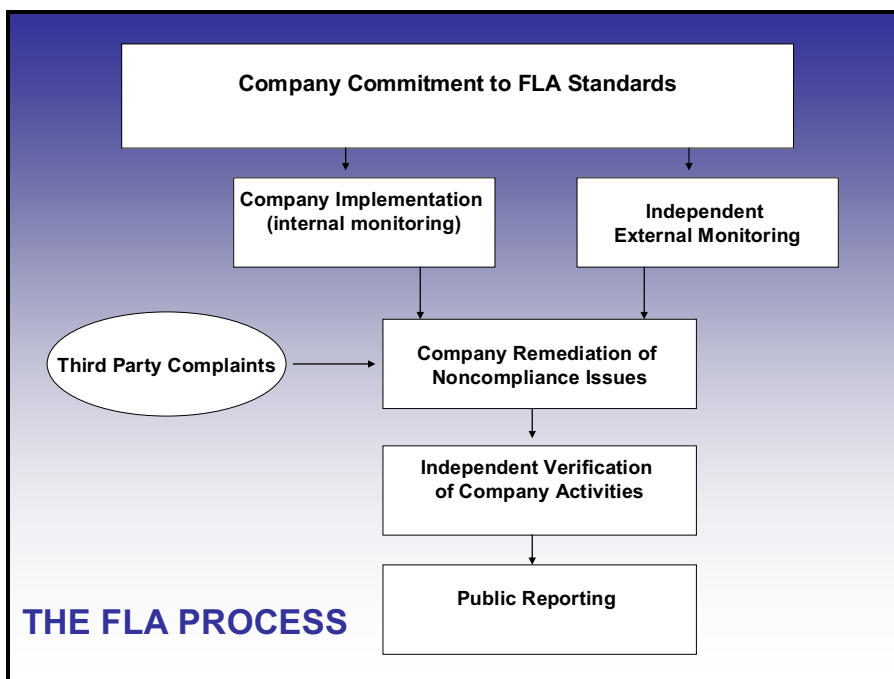 Company Commitment to FLA Standards
Company Implementation
(internal monitoring)
Independent
External Monitoring
Third Party Complaints
Company Remediation of
Noncompliance Issues
Independent Verification
of Company Activities
Public Reporting
THE FLA PROCESS